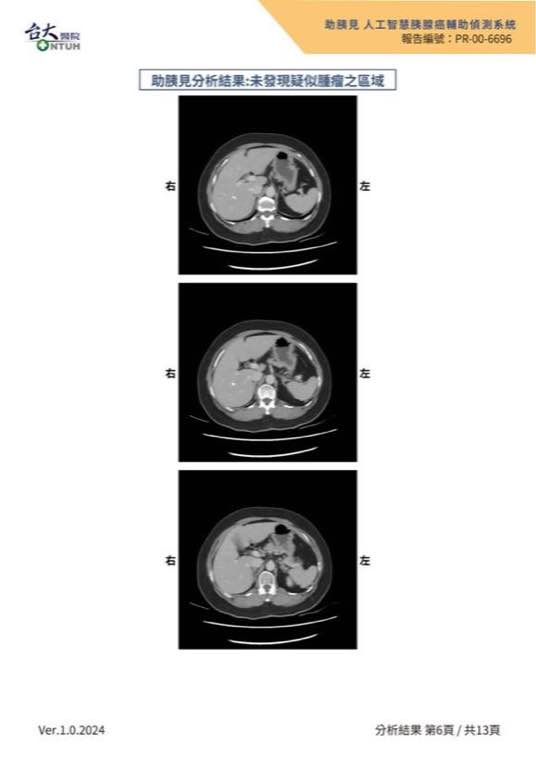 台大醫院
NTUH
助胰見 人工智慧胰腺癌輔助偵測系統
報告編號：PR-00-6696
助胰見分析結果:未發現疑似腫瘤之區域
右 左
右 左
右 左
Ver.1.0.2024 分析結果 第6頁 / 共13頁